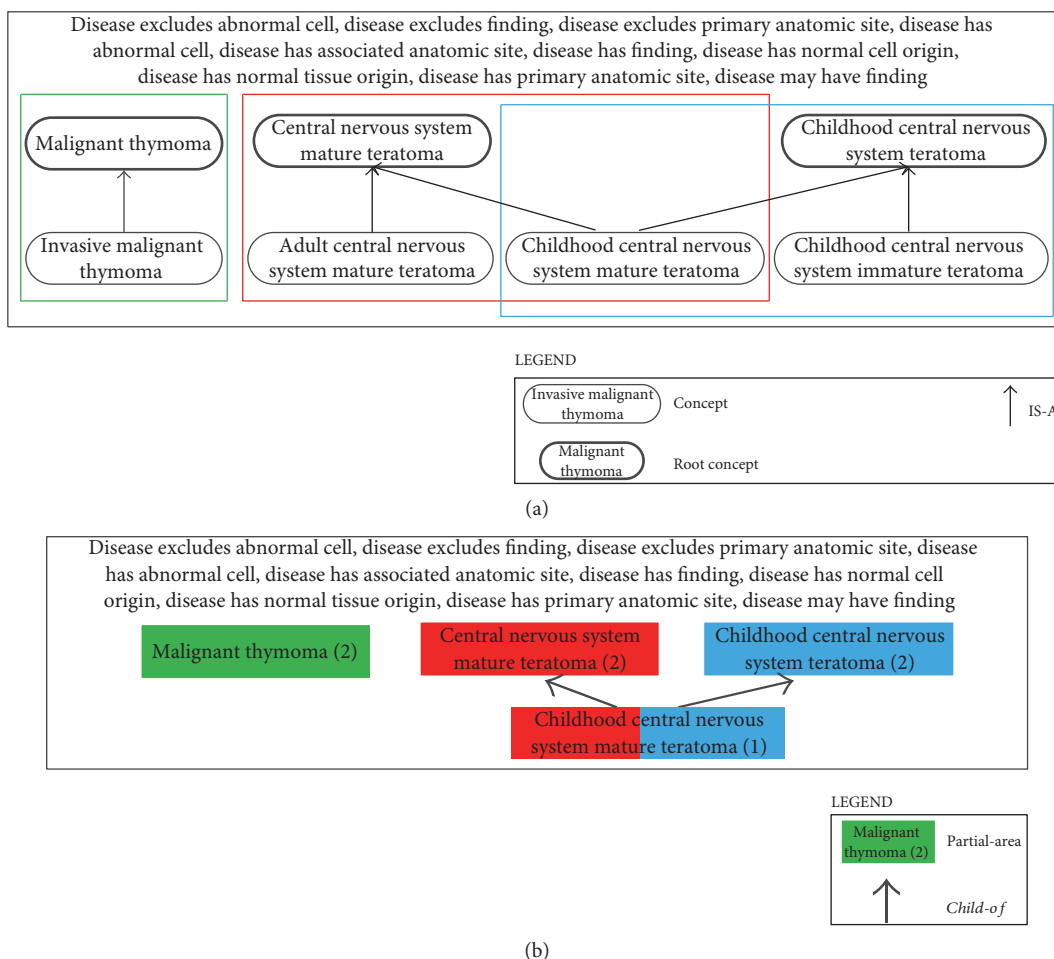 Disease excludes abnormal cell, disease excludes finding, disease excludes primary anatomic site, disease has
abnormal cell, disease has associated anatomic site, disease has finding, disease has normal cell origin,
disease has normal tissue origin, disease has primary anatomic site, disease may have finding
Malignant thymoma
Central nervous system
mature teratoma
Childhood central nervous
system teratoma
Invasive malignant
thymoma
Adult central nervous
system mature teratoma
Childhood central nervous
system mature teratoma
Childhood central nervous
system immature teratoma
LEGEND
Invasive malignant
thymoma
Concept
IS-A
Malignant
thymoma
Root concept
(a)
Disease excludes abnormal cell, disease excludes finding, disease excludes primary anatomic site, disease
has abnormal cell, disease has associated anatomic site, disease has finding, disease has normal cell
origin, disease has normal tissue origin, disease has primary anatomic site, disease may have finding
Malignant thymoma (2)
Central nervous system
mature teratoma (2)
Childhood central nervous
system teratoma (2)
Childhood central nervous
system mature teratoma (1)
LEGEND
Malignant
thymoma (2)
Partial-area
Child-of
(b)